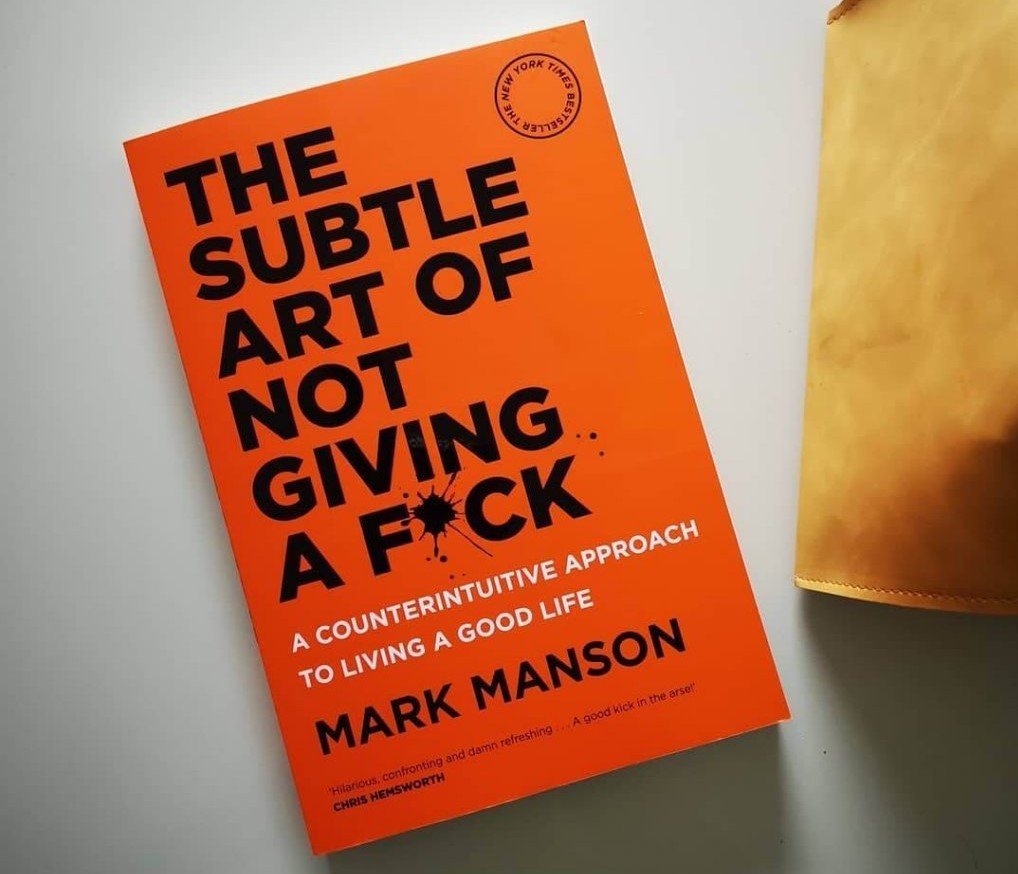 THE NEW YORK TIMES BESTSELLER
THE
SUBTLE
ART OF
NOT
GIVING
A F*CK
A COUNTERINTUITIVE APPROACH
TO LIVING A GOOD LIFE
MARK MANSON
'Hilarious, confronting and damn refreshing . . . A good kick in the arse!'
CHRIS HEMSWORTH